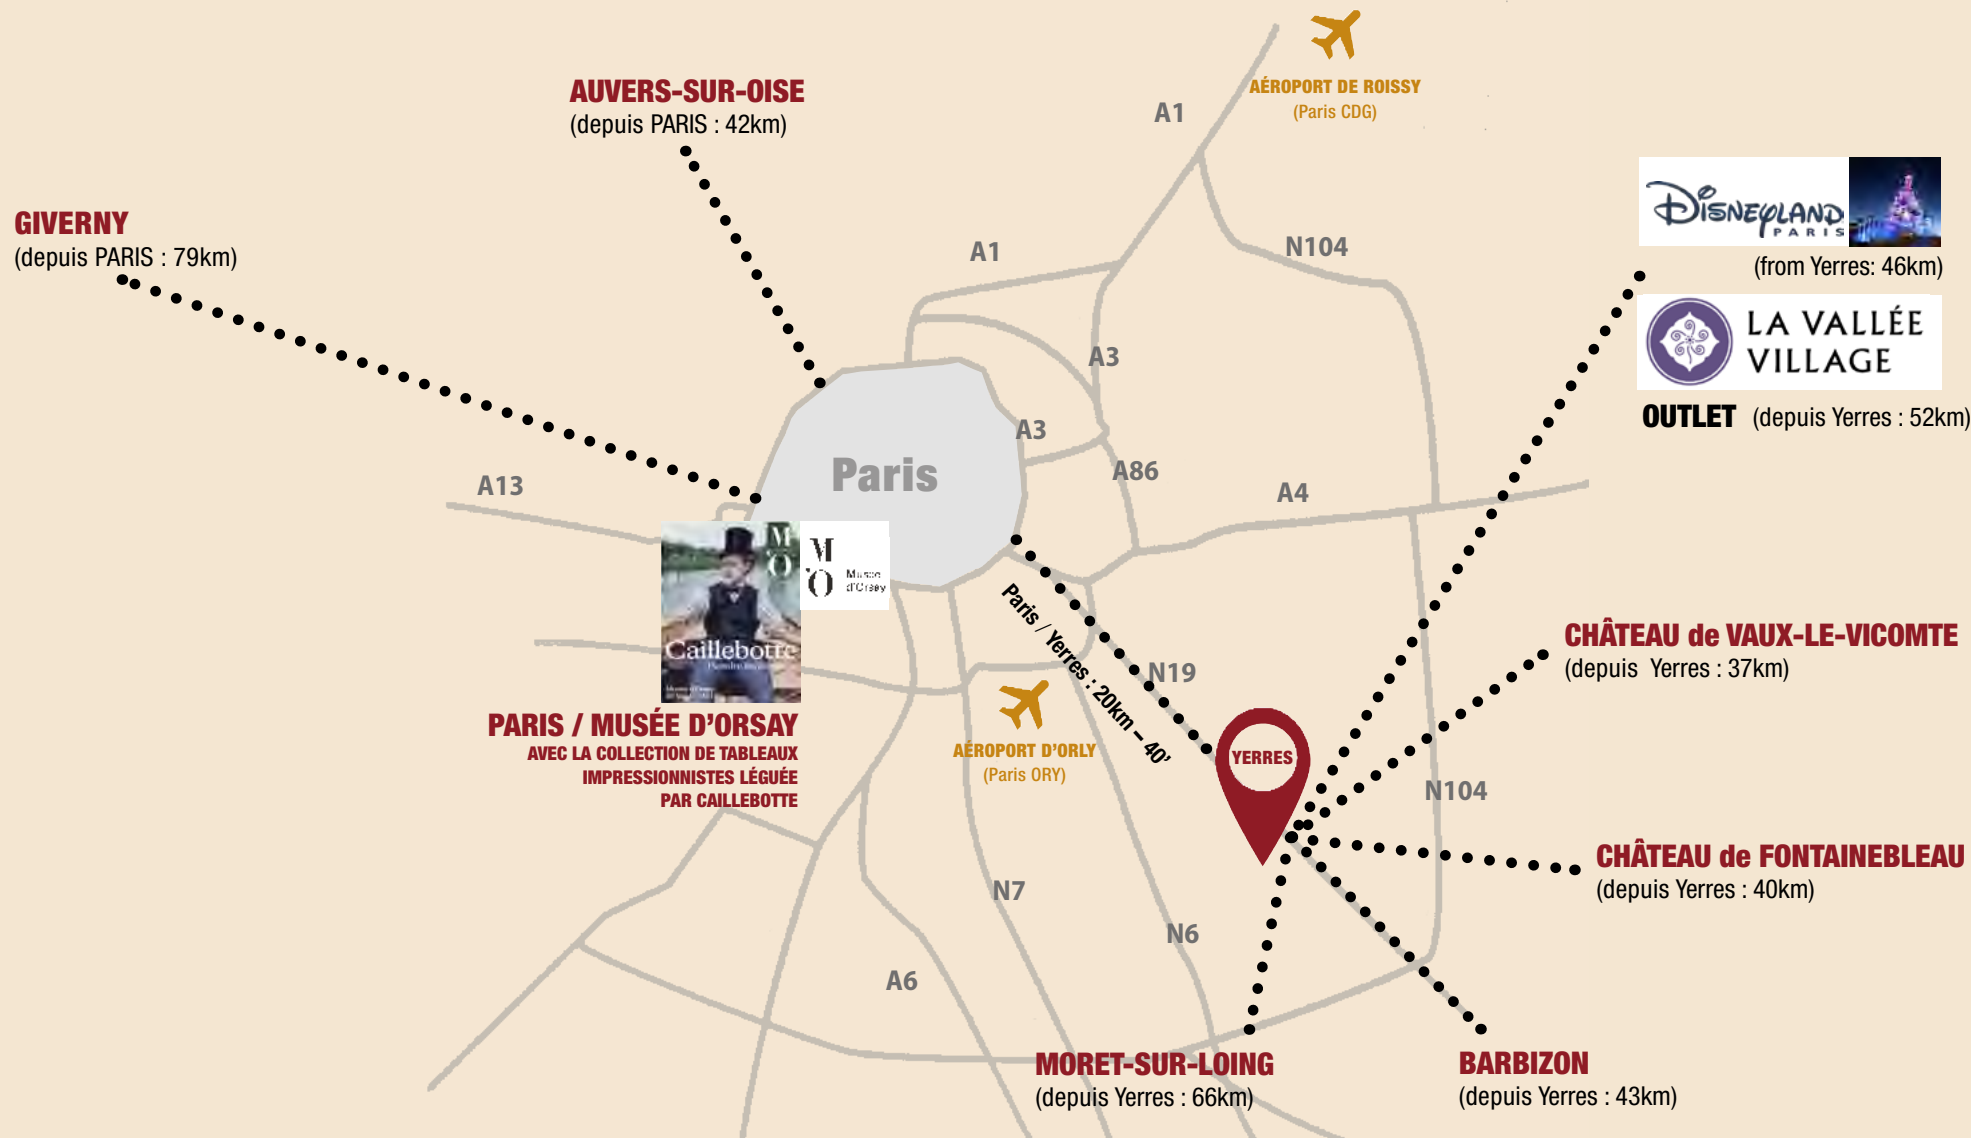 AÉROPORT DE ROISSY
(Paris CDG)
A1
AUVERS-SUR-OISE
(depuis PARIS : 42km)
GIVERNY
(depuis PARIS : 79km)
A1
N104
DISNEYLAND
PARIS
(from Yerres: 46km)
LA VALLÉE
VILLAGE
OUTLET (depuis Yerres : 52km)
A3
A3
Paris
A86
A13
A4
M
O
M
'O
Musée
d'Orsay
Caillebotte
Paris / Yerres : 20km – 40'
N19
CHÂTEAU de VAUX-LE-VICOMTE
(depuis Yerres : 37km)
PARIS / MUSÉE D'ORSAY
AVEC LA COLLECTION DE TABLEAUX
IMPRESSIONNISTES LÉGUÉE
PAR CAILLEBOTTE
AÉROPORT D'ORLY
(Paris ORY)
YERRES
N104
CHÂTEAU de FONTAINEBLEAU
(depuis Yerres : 40km)
N7
N6
A6
MORET-SUR-LOING
(depuis Yerres : 66km)
BARBIZON
(depuis Yerres : 43km)